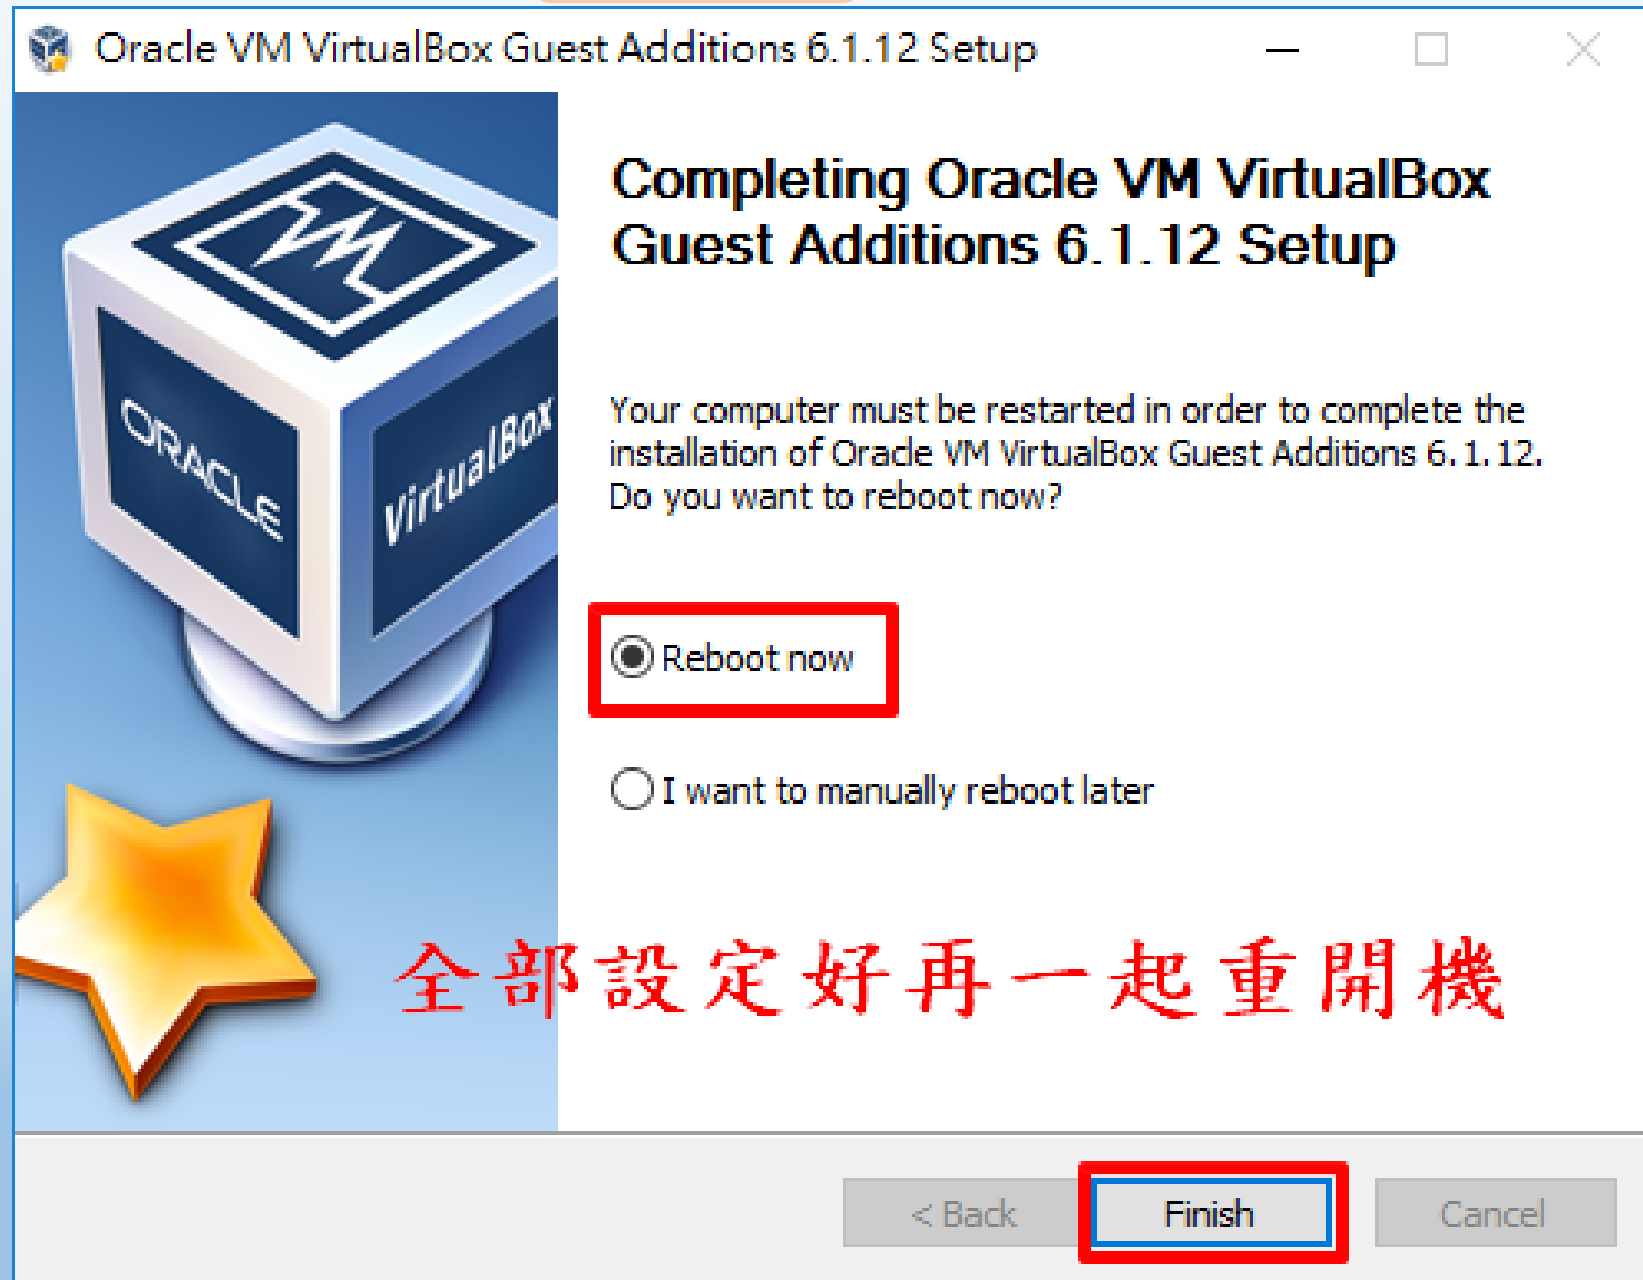 Oracle VM VirtualBox Guest Additions 6.1.12 Setup
Completing Oracle VM VirtualBox
Guest Additions 6.1.12 Setup
ORACLE
VirtualBox
Your computer must be restarted in order to complete the
installation of Oracle VM VirtualBox Guest Additions 6.1.12.
Do you want to reboot now?
Reboot now
I want to manually reboot later
全部設定好再一起重開機
< Back
Finish
Cancel